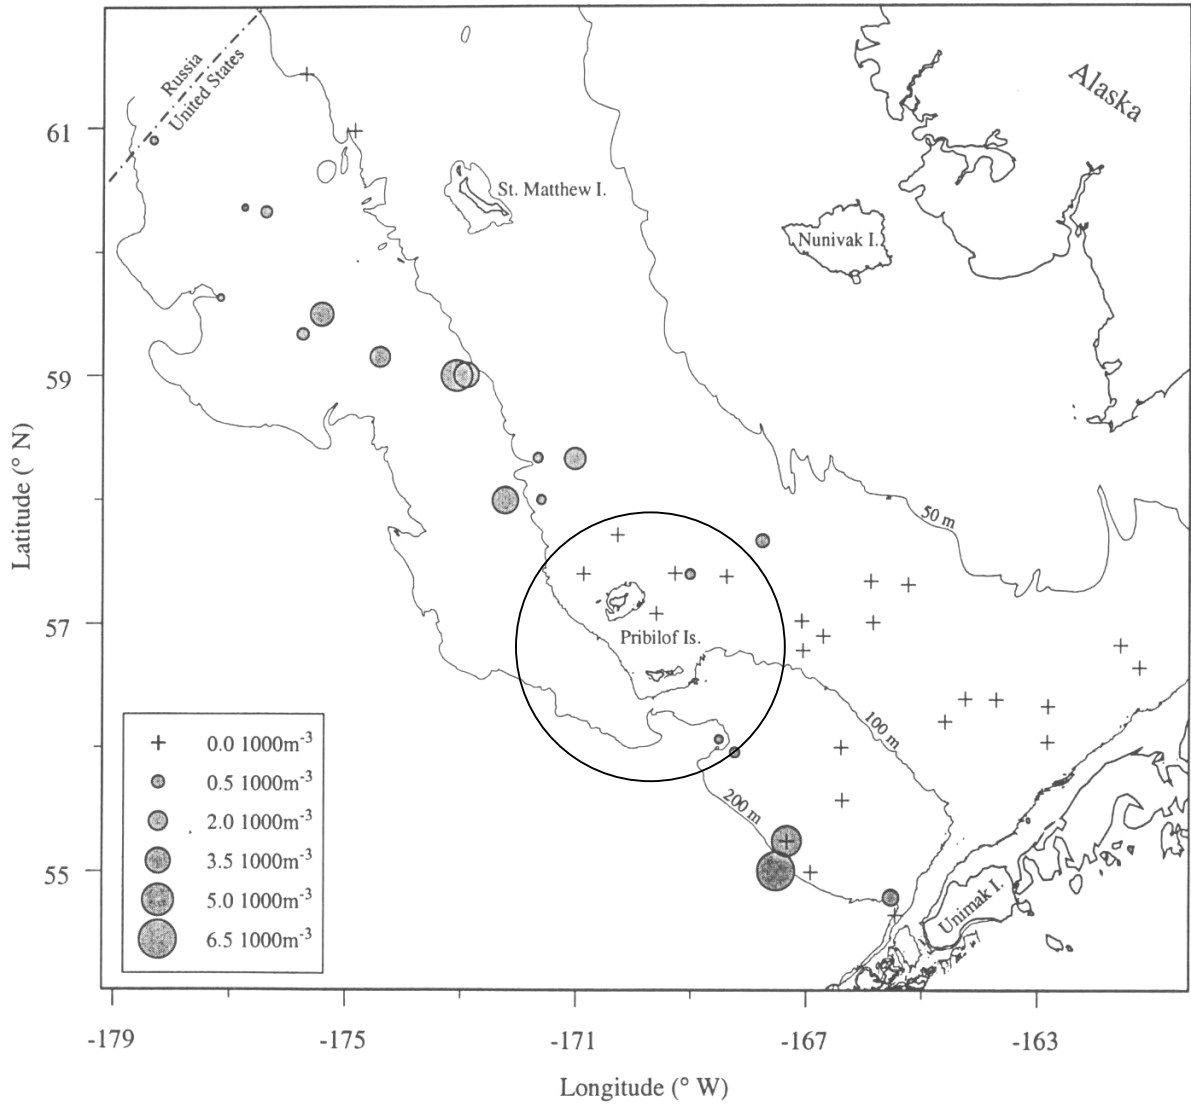 Russia
United States
Alaska
61
St. Matthew I.
Nunivak I.
59
Latitude (° N)
50 m
57
Pribilof Is.
100 m
200 m
0.0 1000m-3
0.5 1000m-3
2.0 1000m-3
3.5 1000m-3
5.0 1000m-3
6.5 1000m-3
55
Unimak I.
-179
-175
-171
-167
-163
Longitude (° W)